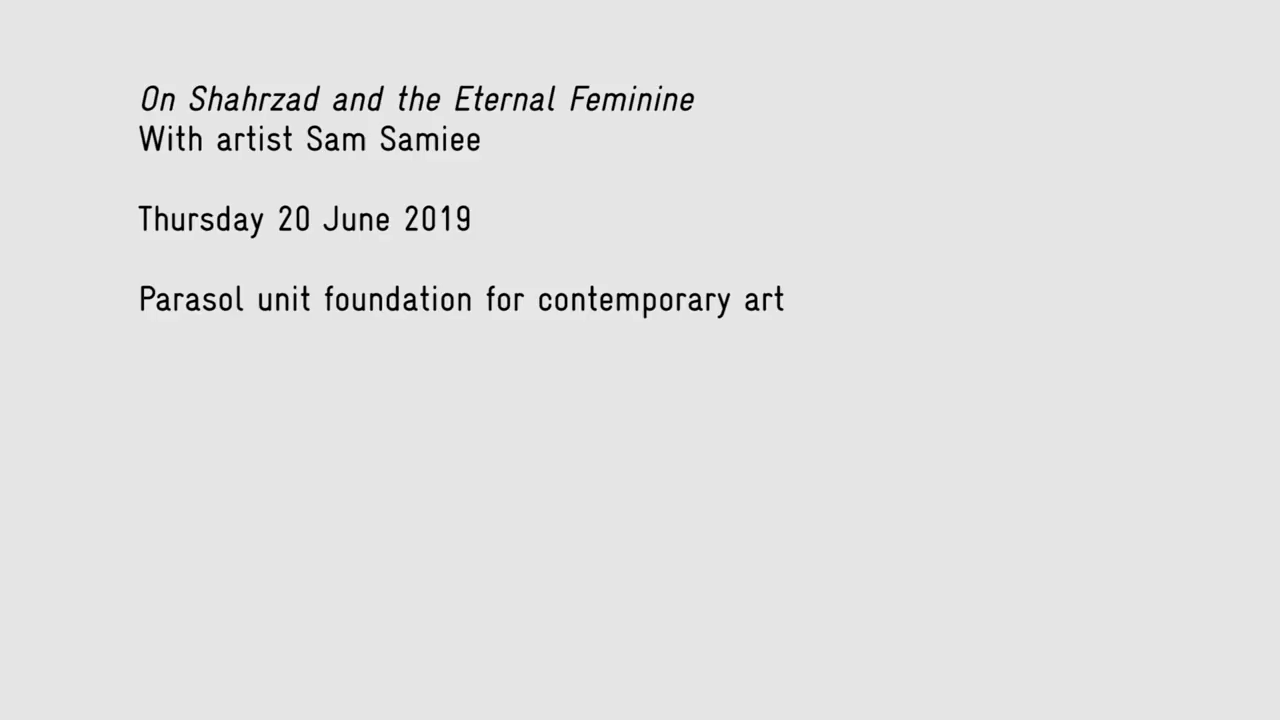 On Shahrzad and the Eternal Feminine
With artist Sam Samiee
Thursday 20 June 2019
Parasol unit foundation for contemporary art